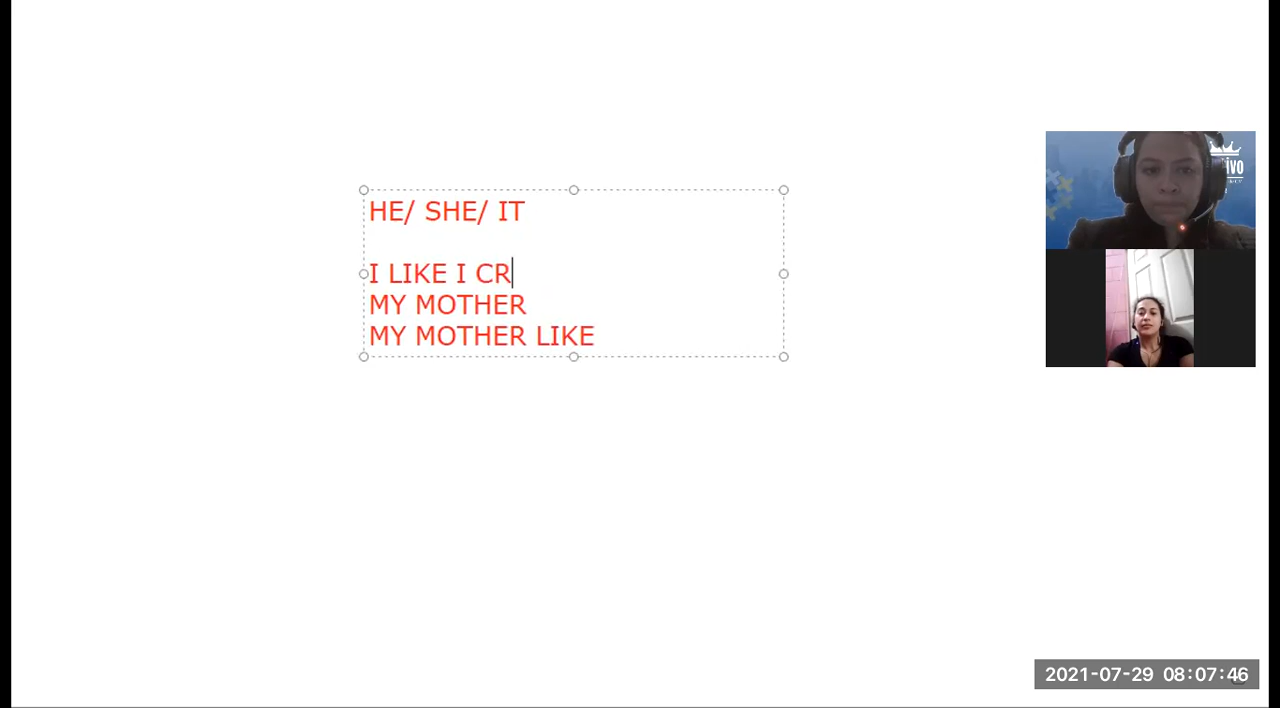 HE/ SHE/ IT
I LIKE I CR
MY MOTHER
MY MOTHER LIKE
2021-07-29 08:07:46